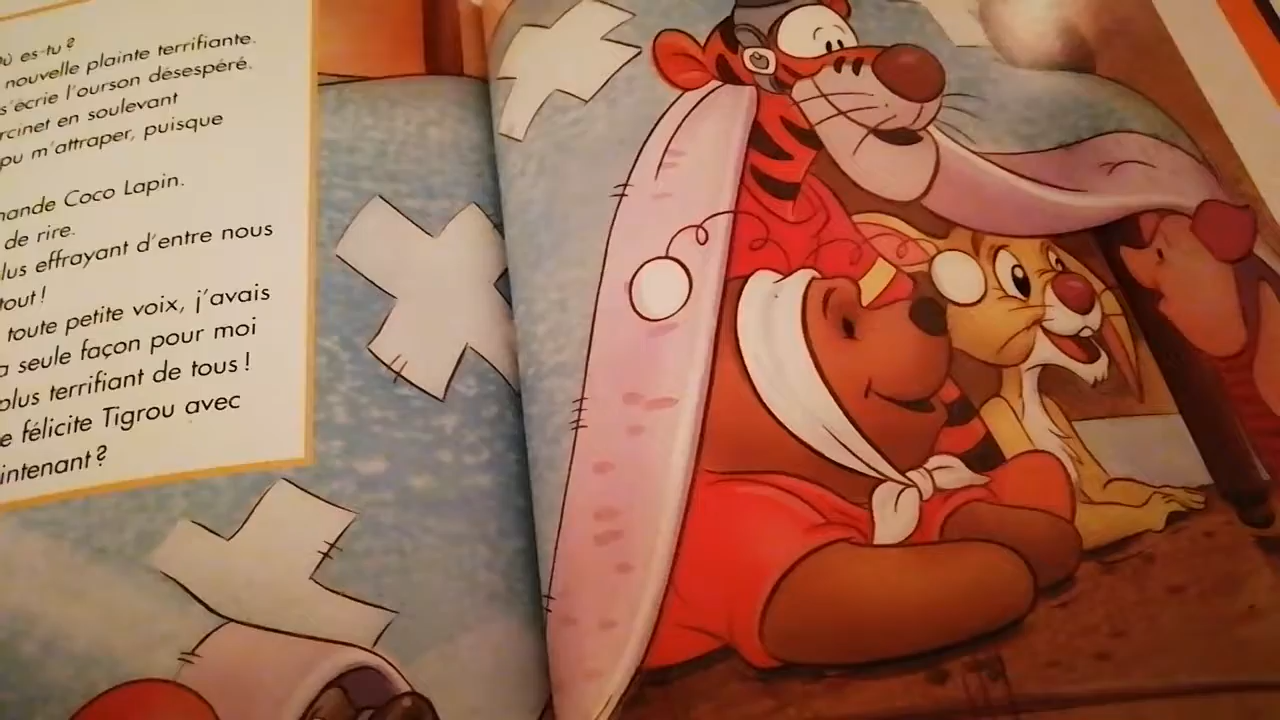 ù es-tu ?
nouvelle plainte terrifiante.
s'écrie l'ourson désespéré.
rcinet en soulevant
pu m'attraper, puisque
mande Coco Lapin.
de rire.
lus effrayant d'entre nous
tout !
toute petite voix, j'avais
a seule façon pour moi
plus terrifiant de tous !
e félicite Tigrou avec
intenant ?